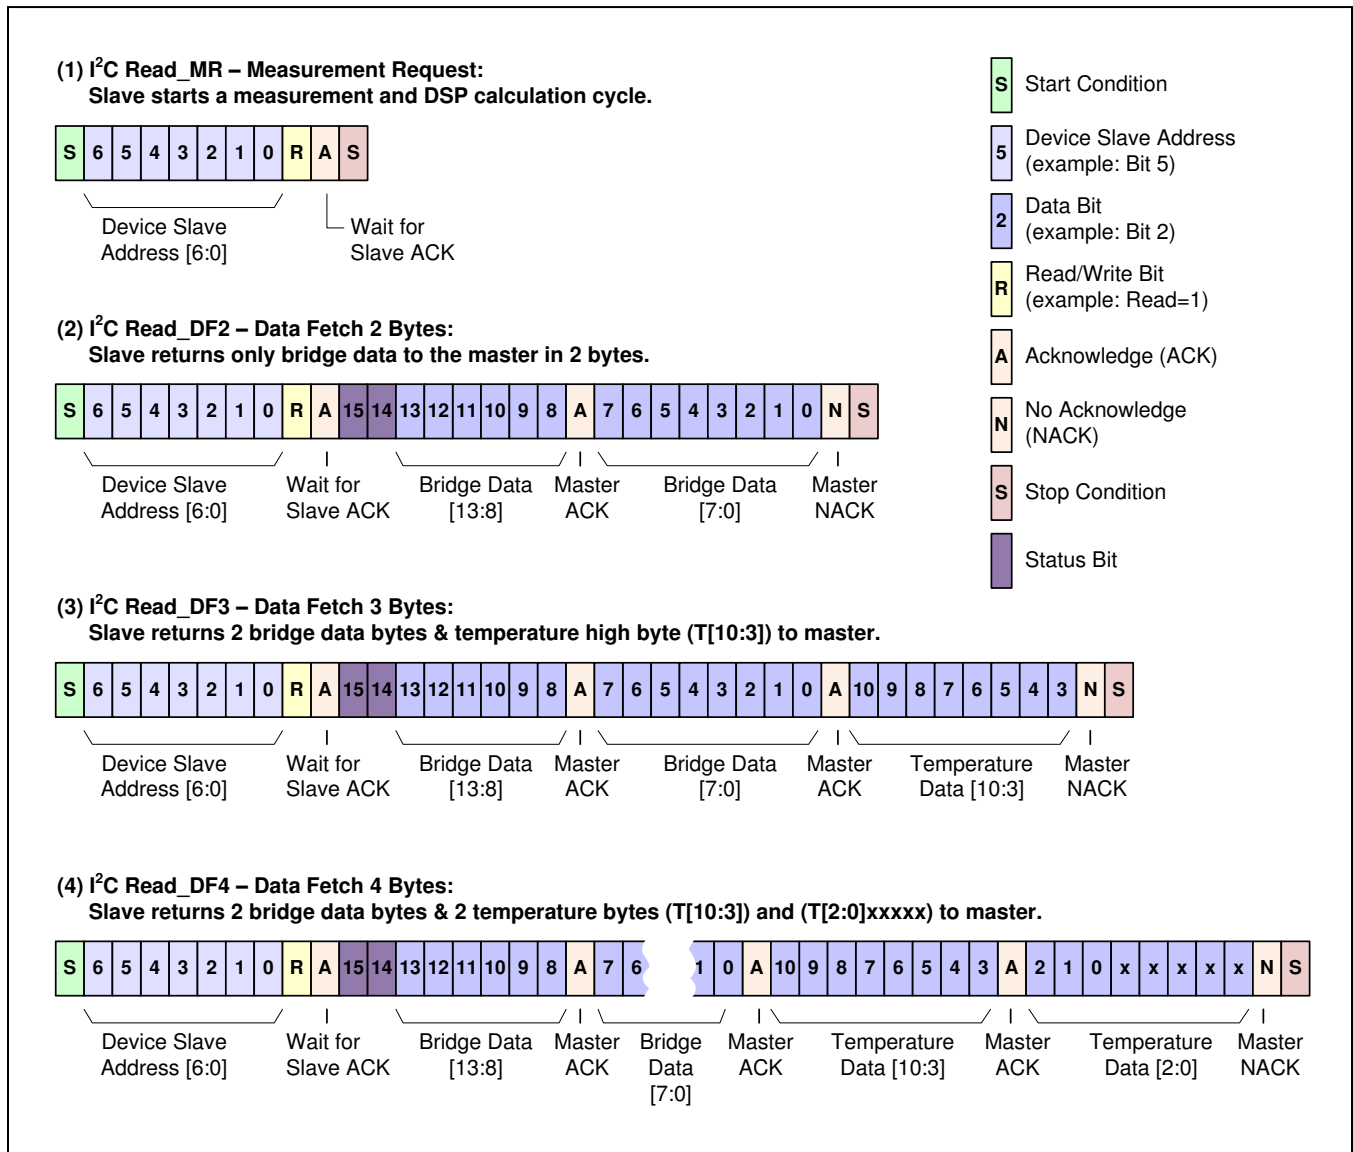 (1) I²C Read_MR – Measurement Request:
Slave starts a measurement and DSP calculation cycle.
S 6 5 4 3 2 1 0 R A S
Device Slave
Address [6:0]
Wait for
Slave ACK
S Start Condition
5 Device Slave Address
(example: Bit 5)
2 Data Bit
(example: Bit 2)
R Read/Write Bit
(example: Read=1)
A Acknowledge (ACK)
N No Acknowledge
(NACK)
S Stop Condition
Status Bit
(2) I²C Read_DF2 – Data Fetch 2 Bytes:
Slave returns only bridge data to the master in 2 bytes.
S 6 5 4 3 2 1 0 R A 15 14 13 12 11 10 9 8 A 7 6 5 4 3 2 1 0 N S
Device Slave Wait for Bridge Data Master Bridge Data Master
Address [6:0] Slave ACK [13:8] ACK [7:0] NACK
(3) I²C Read_DF3 – Data Fetch 3 Bytes:
Slave returns 2 bridge data bytes & temperature high byte (T[10:3]) to master.
S 6 5 4 3 2 1 0 R A 15 14 13 12 11 10 9 8 A 7 6 5 4 3 2 1 0 A 10 9 8 7 6 5 4 3 N S
Device Slave Wait for Bridge Data Master Bridge Data Master Temperature Master
Address [6:0] Slave ACK [13:8] ACK [7:0] ACK Data [10:3] NACK
(4) I²C Read_DF4 – Data Fetch 4 Bytes:
Slave returns 2 bridge data bytes & 2 temperature bytes (T[10:3]) and (T[2:0]xxxxx) to master.
S 6 5 4 3 2 1 0 R A 15 14 13 12 11 10 9 8 A 7 6 1 0 A 10 9 8 7 6 5 4 3 A 2 1 0 x x x x x N S
Device Slave Wait for Bridge Data Master Bridge Master Temperature Master Temperature Master
Address [6:0] Slave ACK [13:8] ACK Data ACK Data [10:3] ACK Data [2:0] NACK
[7:0]